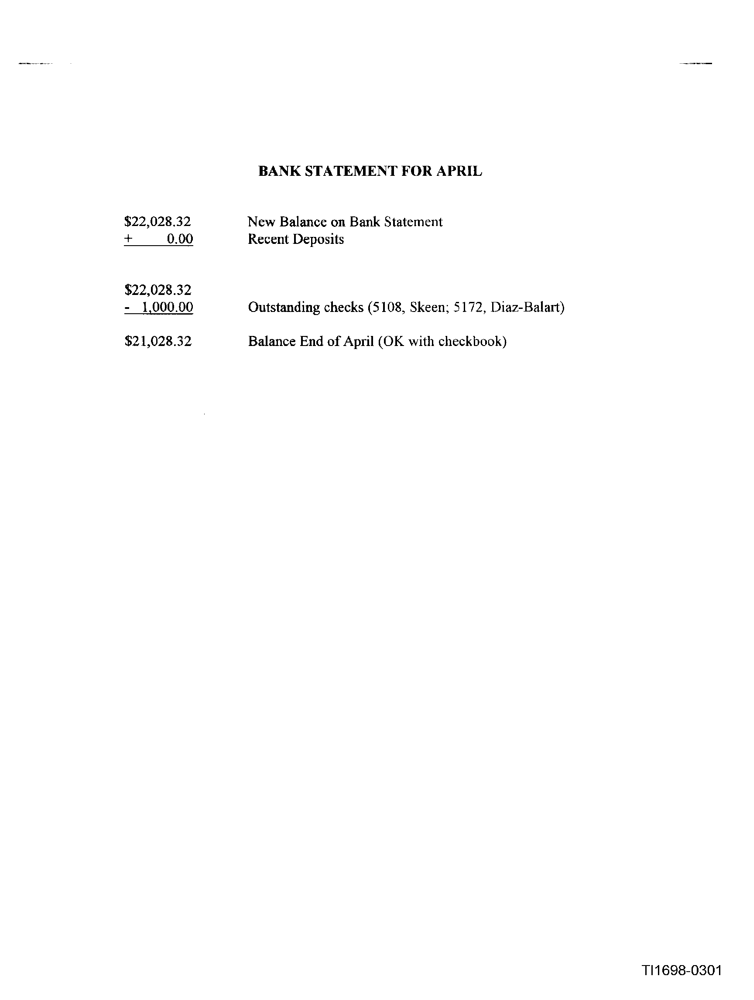 BANK STATEMENT FOR APRIL
$22,028.32 New Balance on Bank Statement
+ 0.00 Recent Deposits
$22,028.32
- 1,000.00 Outstanding checks (5108, Skeen; 5172, Diaz-Balart)
$21,028.32 Balance End of April (OK with checkbook)
TI1698-0301